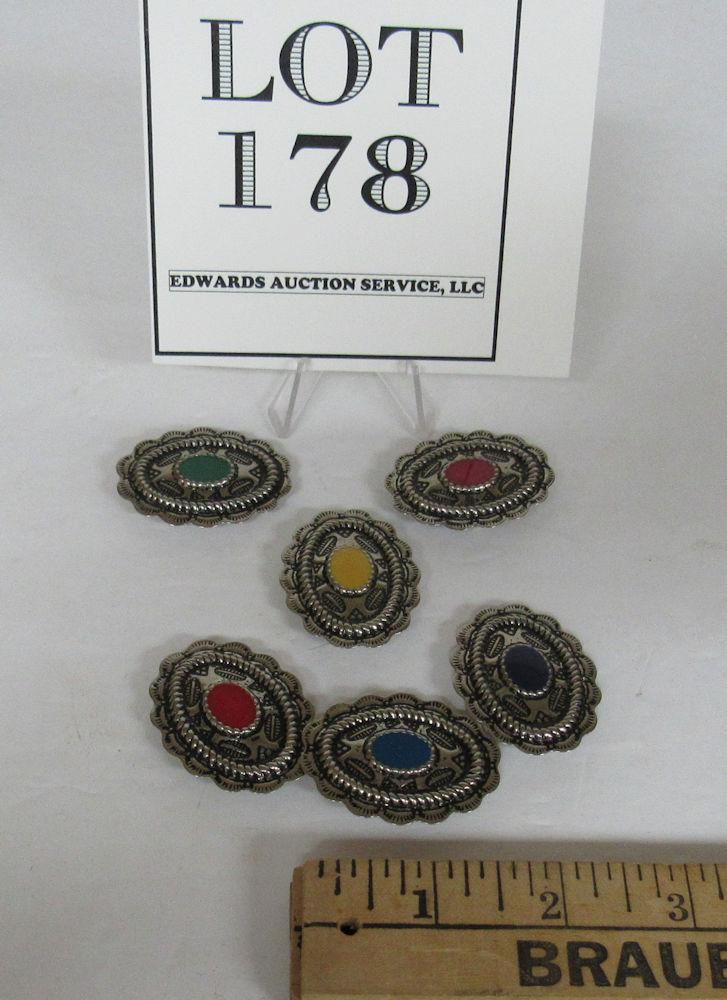 LOT
178
EDWARDS AUCTION SERVICE, LLC
1 2 3
BRAUE